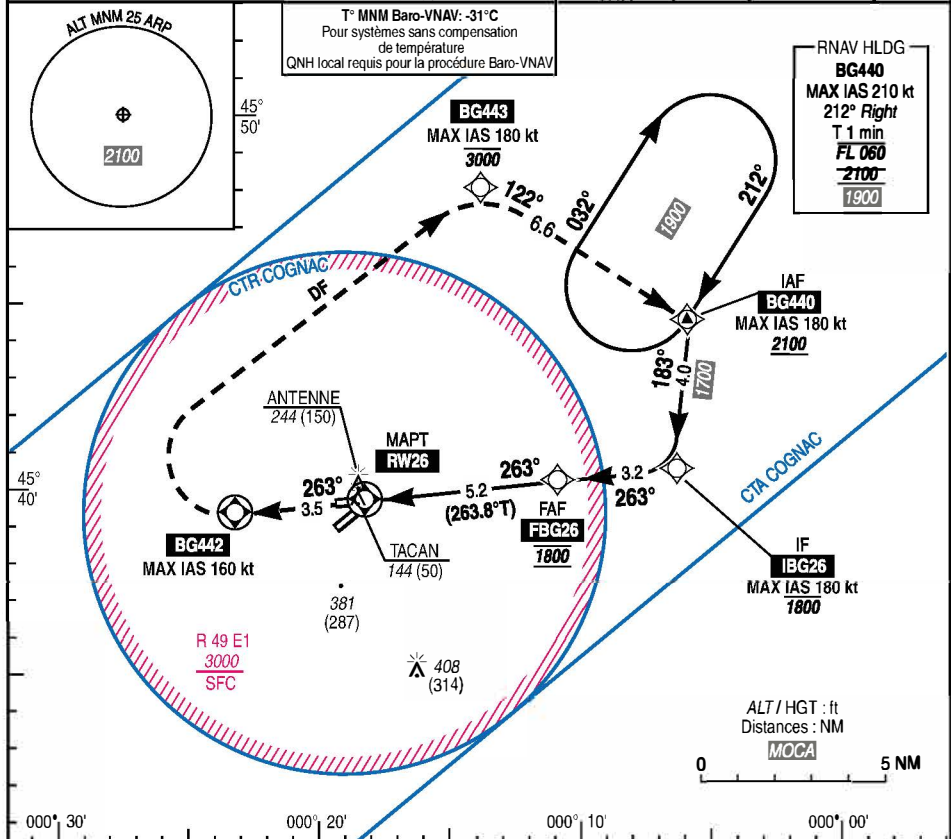 ALT MNM 25 ARP
2100
T° MNM Baro-VNAV: -31°C
Pour systèmes sans compensation
de température
QNH local requis pour la procédure Baro-VNAV
45°
50'
RNAV HLDG
BG440
MAX IAS 210 kt
212° Right
T 1 min
FL 060
2100
1900
BG443
MAX IAS 180 kt
3000
122°
6.6
032°
1900
212°
IAF
BG440
MAX IAS 180 kt
2100
CTR COGNAC
DF
183°
4.0
1700
ANTENNE
244 (150)
MAPT
RW26
45°
40'
263°
3.5
263°
5.2
(263.8°T)
3.2
263°
CTA COGNAC
FAF
FBG26
1800
BG442
MAX IAS 160 kt
TACAN
144 (50)
IF
IBG26
MAX IAS 180 kt
1800
381
(287)
R 49 E1
3000
SFC
408
(314)
ALT / HGT : ft
Distances : NM
MOCA
0 5 NM
000° 30' 000° 20' 000° 10' 000° 00'